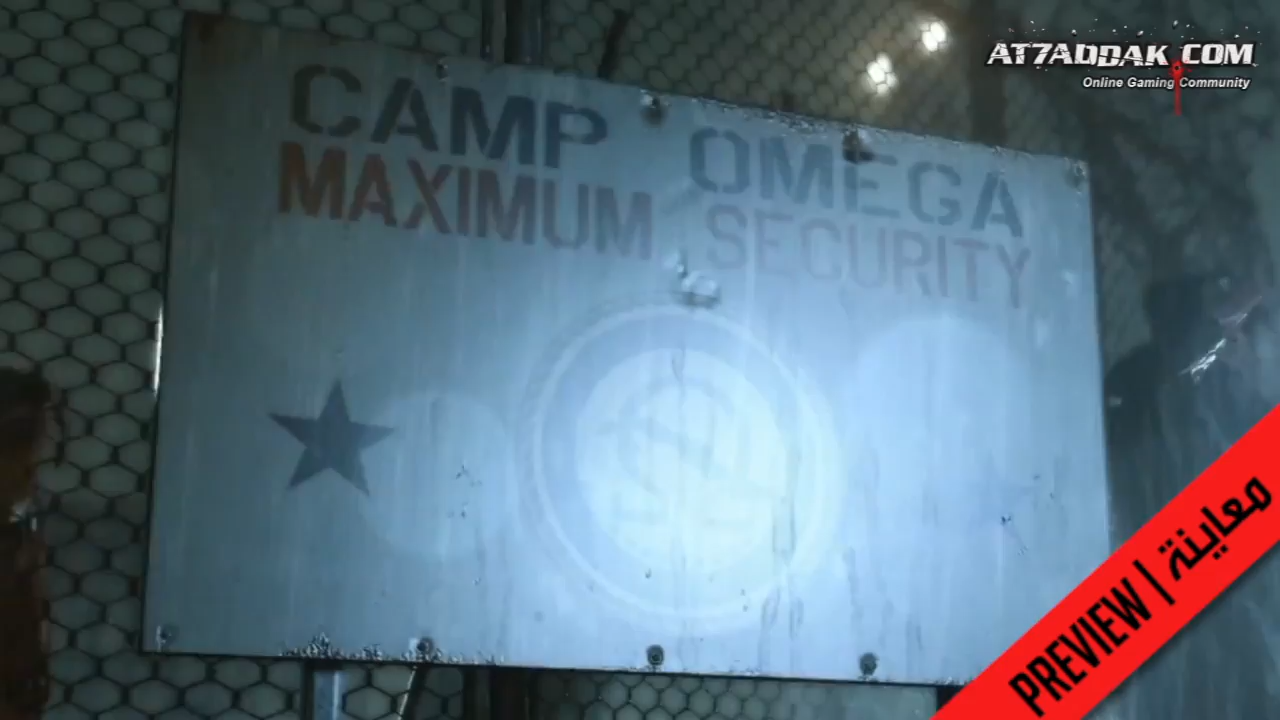 AT7ADDAK.COM
Online Gaming Community
CAMP OMEGA
MAXIMUM SECURITY
PREVIEW | معاينة